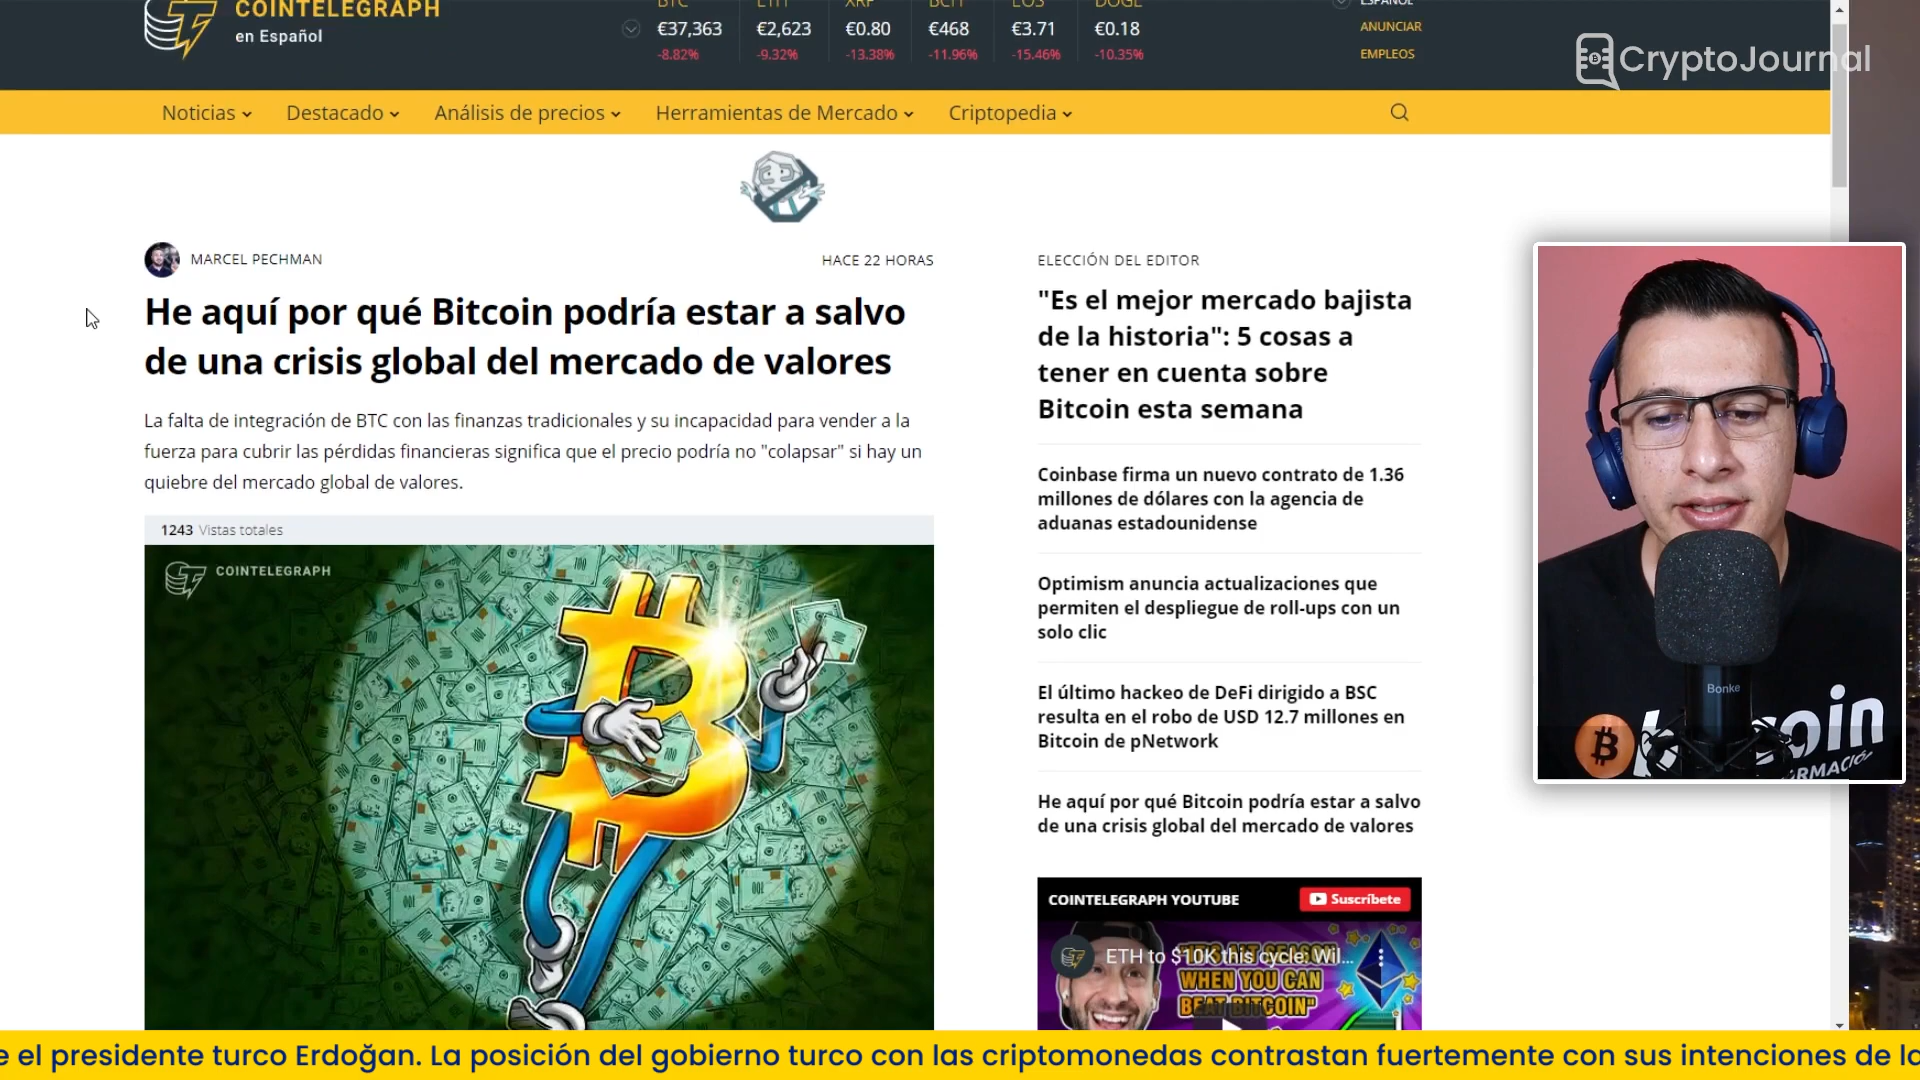 COINTELEGRAPH
en Español
BTC ETH XRP BCH EOS DOGE
€37,363 €2,623 €0.80 €468 €3.71 €0.18
-8.82% -9.32% -13.38% -11.96% -15.46% -10.35%
ESPAÑOL
ANUNCIAR
EMPLEOS
CryptoJournal
Noticias Destacado Análisis de precios Herramientas de Mercado Criptopedia
MARCEL PECHMAN
HACE 22 HORAS
He aquí por qué Bitcoin podría estar a salvo
de una crisis global del mercado de valores
La falta de integración de BTC con las finanzas tradicionales y su incapacidad para vender a la
fuerza para cubrir las pérdidas financieras significa que el precio podría no "colapsar" si hay un
quiebre del mercado global de valores.
1243 Vistas totales
COINTELEGRAPH
ELECCIÓN DEL EDITOR
"Es el mejor mercado bajista
de la historia": 5 cosas a
tener en cuenta sobre
Bitcoin esta semana
Coinbase firma un nuevo contrato de 1.36
millones de dólares con la agencia de
aduanas estadounidense
Optimism anuncia actualizaciones que
permiten el despliegue de roll-ups con un
solo clic
El último hackeo de DeFi dirigido a BSC
resulta en el robo de USD 12.7 millones en
Bitcoin de pNetwork
He aquí por qué Bitcoin podría estar a salvo
de una crisis global del mercado de valores
COINTELEGRAPH YOUTUBE
Suscríbete
ETH to $10K this cycle: Wil...
WHEN YOU CAN
BEAT BITCOIN"
Bonke
e el presidente turco Erdoğan. La posición del gobierno turco con las criptomonedas contrastan fuertemente con sus intenciones de la